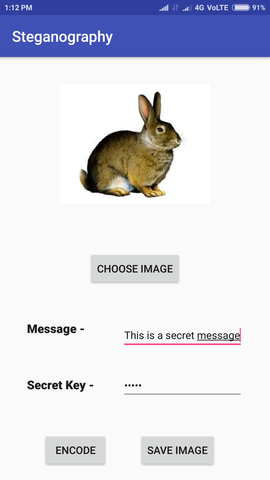 1:12 PM 4G VoLTE 91%
Steganography
CHOOSE IMAGE
Message - This is a secret message
Secret Key - •••••
ENCODE SAVE IMAGE